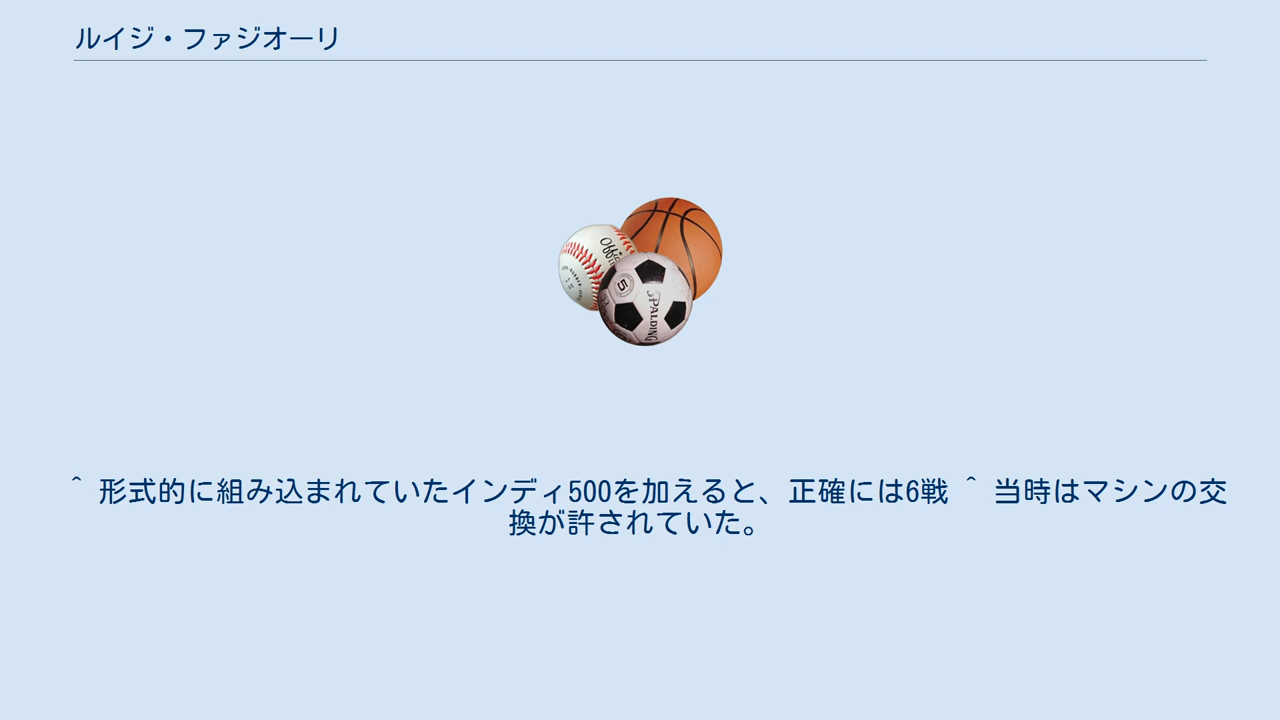 ルイジ・ファジオーリ
5
SPALDING
^ 形式的に組み込まれていたインディ500を加えると、正確には6戦 ^ 当時はマシンの交
換が許されていた。